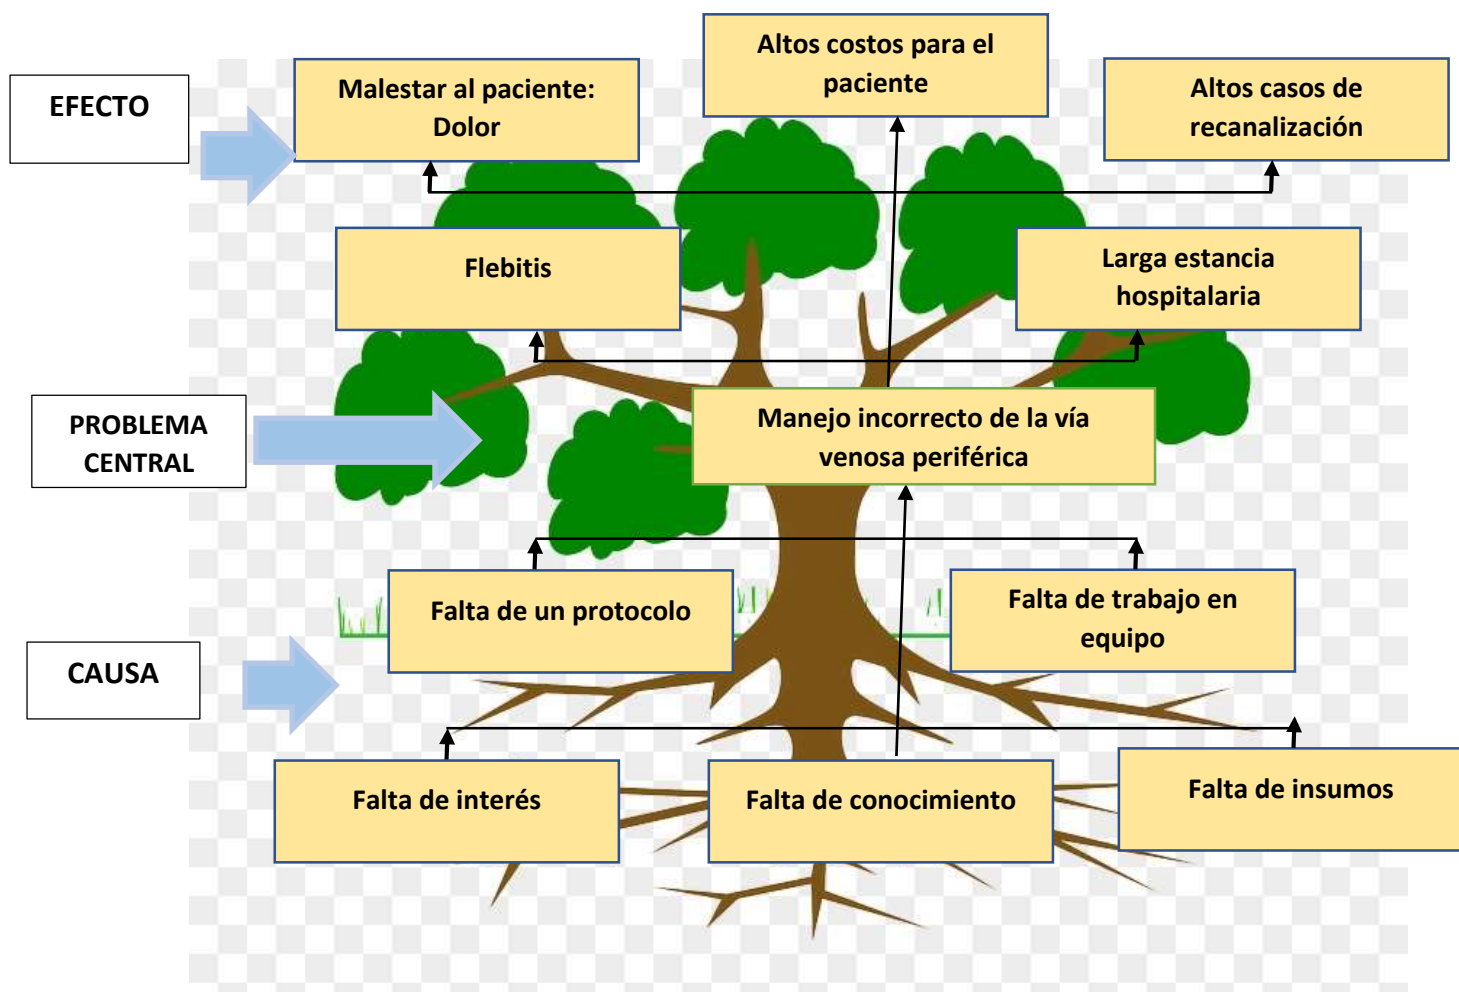 EFECTO
Malestar al paciente:
Dolor
Altos costos para el
paciente
Altos casos de
recanalización
Flebitis
Larga estancia
hospitalaria
PROBLEMA
CENTRAL
Manejo incorrecto de la vía
venosa periférica
Falta de un protocolo
Falta de trabajo en
equipo
CAUSA
Falta de interés
Falta de conocimiento
Falta de insumos